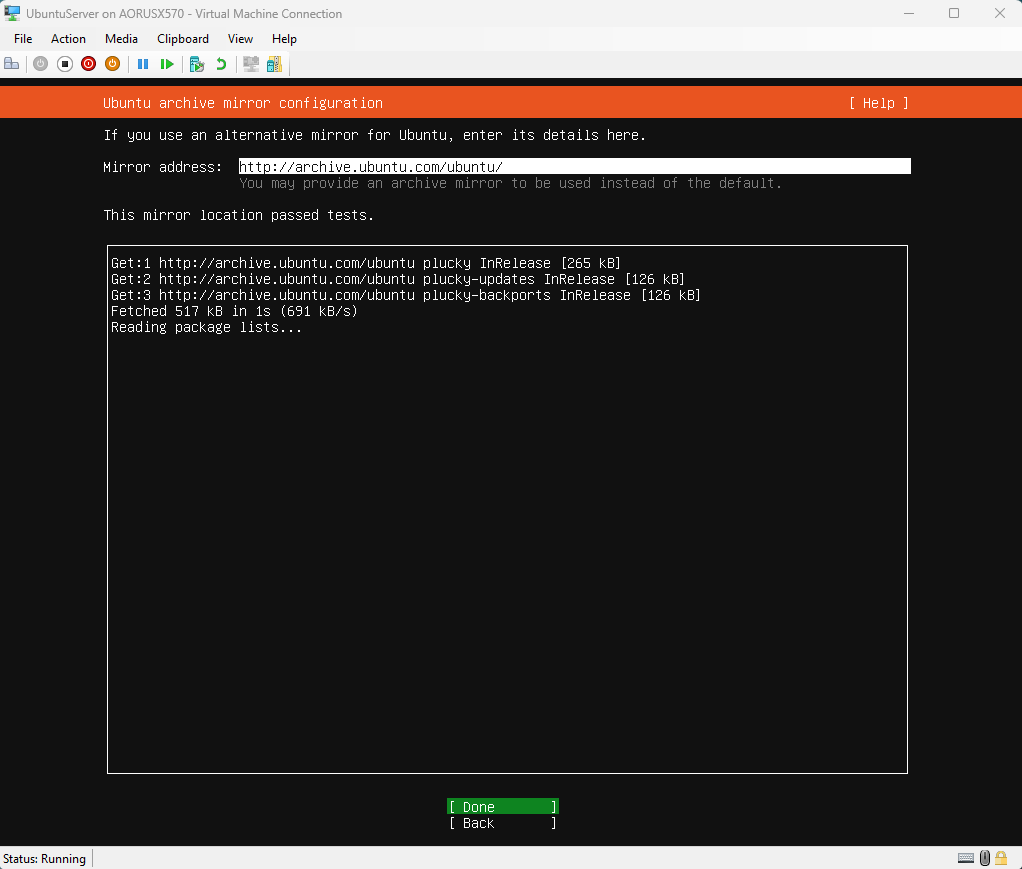 UbuntuServer on AORUSX570 - Virtual Machine Connection
File Action Media Clipboard View Help
Ubuntu archive mirror configuration [ Help ]
If you use an alternative mirror for Ubuntu, enter its details here.
Mirror address: http://archive.ubuntu.com/ubuntu/
You may provide an archive mirror to be used instead of the default.
This mirror location passed tests.
Get:1 http://archive.ubuntu.com/ubuntu plucky InRelease [265 kB]
Get:2 http://archive.ubuntu.com/ubuntu plucky-updates InRelease [126 kB]
Get:3 http://archive.ubuntu.com/ubuntu plucky-backports InRelease [126 kB]
Fetched 517 kB in 1s (691 kB/s)
Reading package lists...
[ Done ]
[ Back ]
Status: Running